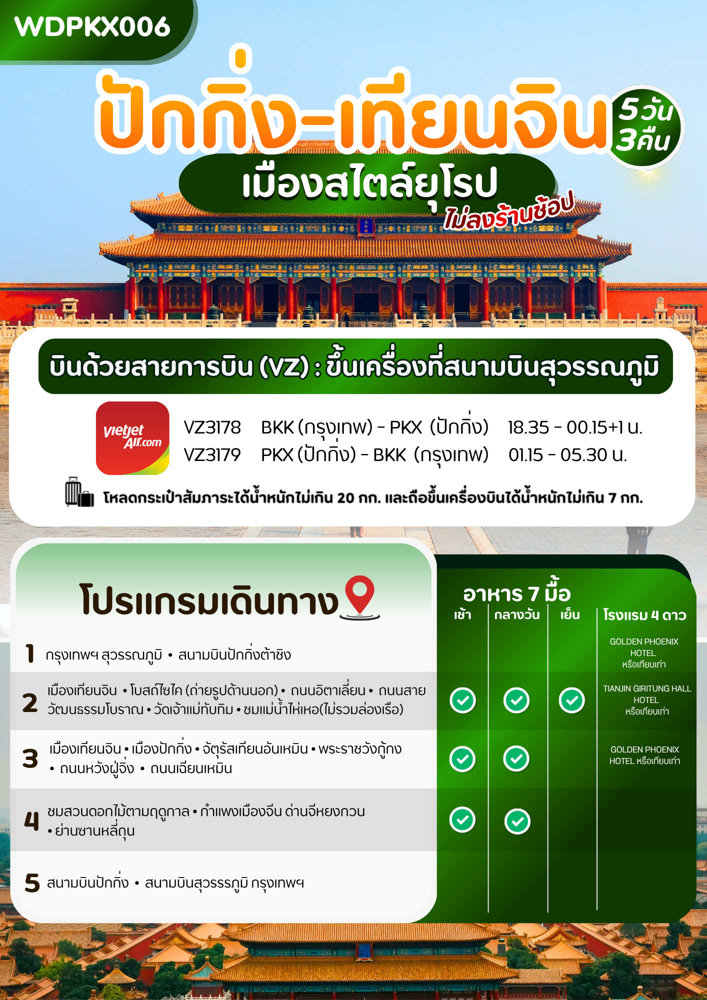 WDPKX006
ปักกิ่ง-เทียนจิน
5 วัน
3 คืน
เมืองสไตล์ยุโรป
ไม่ลงร้านช้อป
太和殿
บินด้วยสายการบิน (VZ) : ขึ้นเครื่องที่สนามบินสุวรรณภูมิ
vietjet
Air.com
VZ3178 BKK (กรุงเทพ) - PKX (ปักกิ่ง) 18.35 - 00.15+1 น.
VZ3179 PKX (ปักกิ่ง) - BKK (กรุงเทพ) 01.15 - 05.30 น.
โหลดกระเป๋าสัมภาระได้น้ำหนักไม่เกิน 20 กก. และถือขึ้นเครื่องบินได้น้ำหนักไม่เกิน 7 กก.
โปรแกรมเดินทาง
อาหาร 7 มื้อ
เช้า กลางวัน เย็น โรงแรม 4 ดาว
1 กรุงเทพฯ สุวรรณภูมิ • สนามบินปักกิ่งต้าชิง
GOLDEN PHOENIX
HOTEL
หรือเทียบเท่า
2 เมืองเทียนจิน • โบสถ์ไซไค (ถ่ายรูปด้านนอก) • ถนนอิตาเลี่ยน • ถนนสาย
วัฒนธรรมโบราณ • วัดเจ้าแม่ทับทิม • ชมแม่น้ำไห่เหอ(ไม่รวมล่องเรือ)
TIANJIN GIRITUNG HALL
HOTEL
หรือเทียบเท่า
3 เมืองเทียนจิน • เมืองปักกิ่ง • จัตุรัสเทียนอันเหมิน • พระราชวังกู้กง
• ถนนหวังฝูจิ่ง • ถนนเฉียนเหมิน
GOLDEN PHOENIX
HOTEL หรือเทียบเท่า
4 ชมสวนดอกไม้ตามฤดูกาล • กำแพงเมืองจีน ด่านจีหยงกวน
• ย่านซานหลี่ถุน
5 สนามบินปักกิ่ง • สนามบินสุวรรรภูมิ กรุงเทพฯ